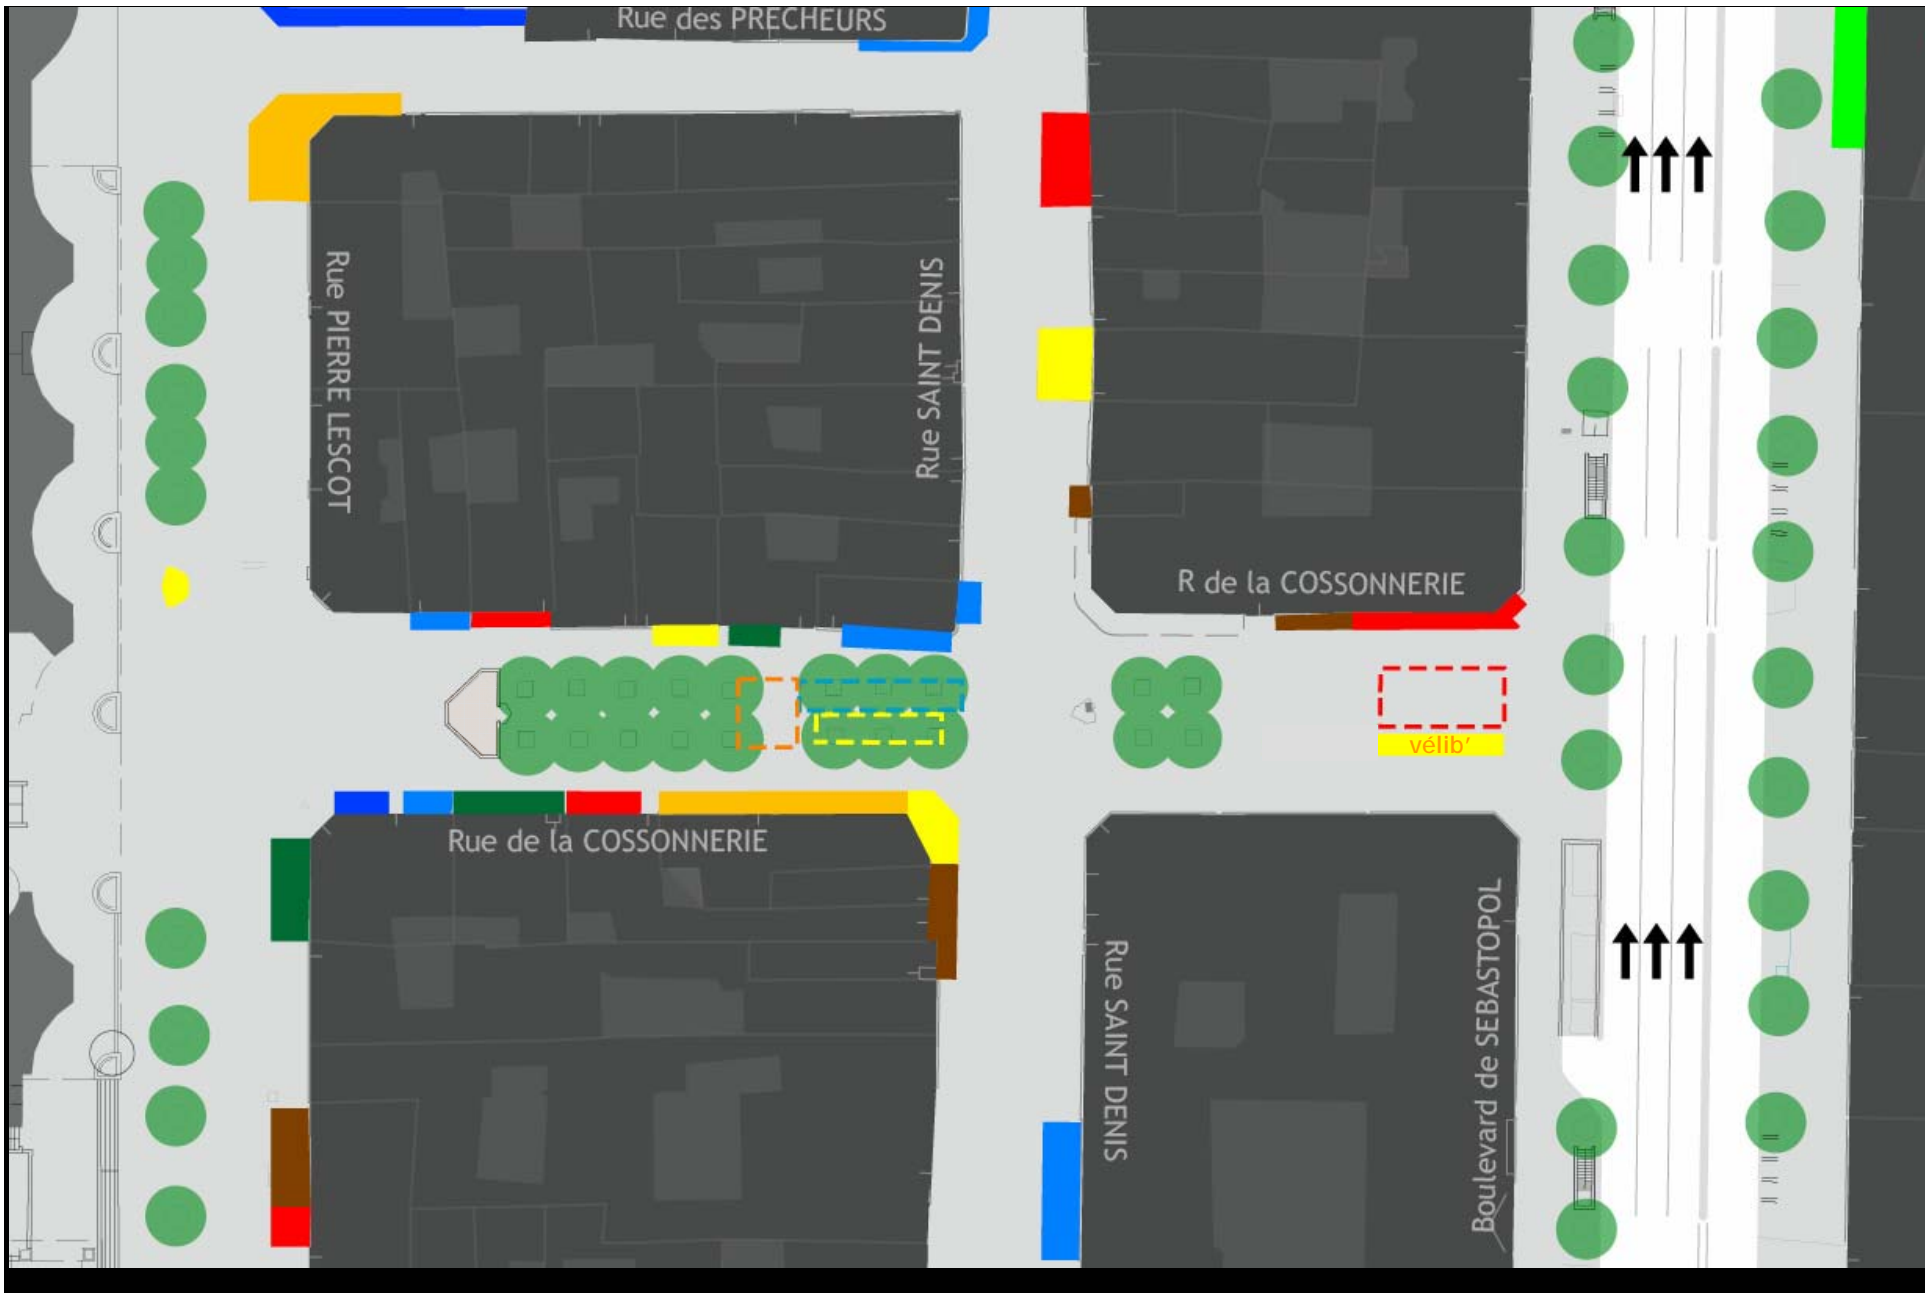 Rue des PRECHEURS
Rue PIERRE LESCOT
Rue SAINT DENIS
R de la COSSONNERIE
vélib'
Rue de la COSSONNERIE
Rue SAINT DENIS
Boulevard de SEBASTOPOL